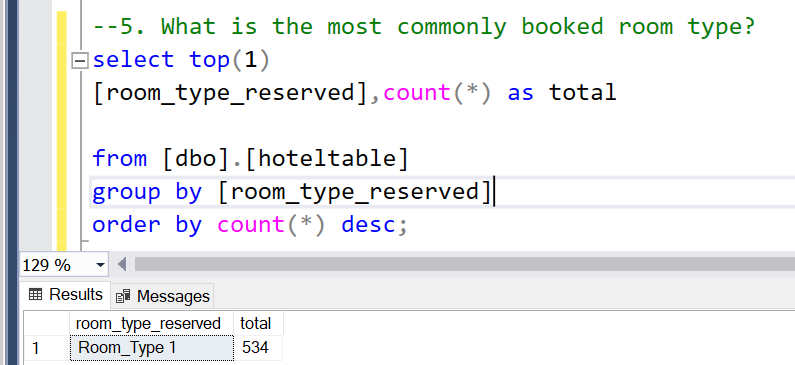 --5. What is the most commonly booked room type?
select top(1)
[room_type_reserved],count(*) as total
from [dbo].[hoteltable]
group by [room_type_reserved]
order by count(*) desc;
129 %
Results Messages
room_type_reserved total
1 Room_Type 1 534